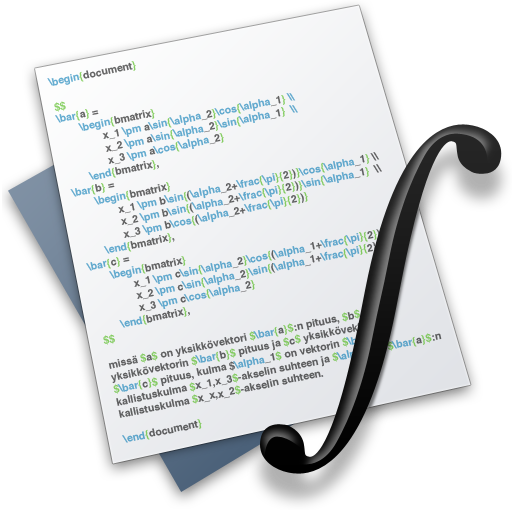 \begin{document}
$$
\bar{a} =
\begin{bmatrix}
x_1 \pm a\sin(\alpha_2)\cos(\alpha_1) \\
x_2 \pm a\sin(\alpha_2)\sin(\alpha_1) \\
x_3 \pm a\cos(\alpha_2)
\end{bmatrix},
\bar{b} =
\begin{bmatrix}
x_1 \pm b\sin((\alpha_2+\frac{\pi}{2}))\cos(\alpha_1) \\
x_2 \pm b\sin((\alpha_2+\frac{\pi}{2}))\sin(\alpha_1) \\
x_3 \pm b\cos((\alpha_2+\frac{\pi}{2}))
\end{bmatrix},
\bar{c} =
\begin{bmatrix}
x_1 \pm c\sin(\alpha_2)\cos((\alpha_1+\frac{\pi}{2})
x_2 \pm c\sin(\alpha_2)\sin((\alpha_1+\frac{\pi}{2})
x_3 \pm c\cos(\alpha_2)
\end{bmatrix},
$$
missä $a$ on yksikkövektori $\bar{a}$:n pituus, $b$
yksikkövektorin $\bar{b}$ pituus ja $c$ yksikkövek
$\bar{c}$ pituus, kulma $\alpha_1$ on vektorin $\b $\bar{a}$:n
kallistuskulma $x_1,x_3$-akselin suhteen ja $\al
kallistuskulma $x_x,x_2$-akselin suhteen.
\end{document}